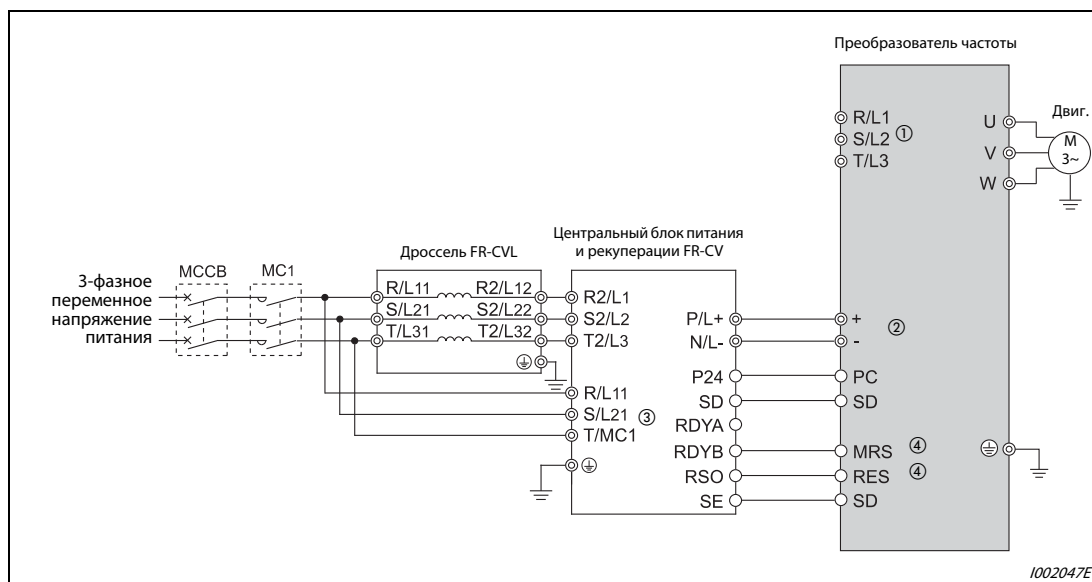 Преобразователь частоты
R/L1
S/L2 ①
T/L3
U
V
W
Двиг.
M
3~
Центральный блок питания
и рекуперации FR-CV
Дроссель FR-CVL
3-фазное
переменное
напряжение
питания
MCCB
MC1
R/L11
R2/L12
S/L21
S2/L22
T/L31
T2/L32
R2/L1
S2/L2
T2/L3
R/L11
S/L21 ③
T/MC1
P/L+
N/L-
P24
SD
RDYA
RDYB
RSO
SE
+
②
-
PC
SD
MRS ④
RES ④
SD
I002047E